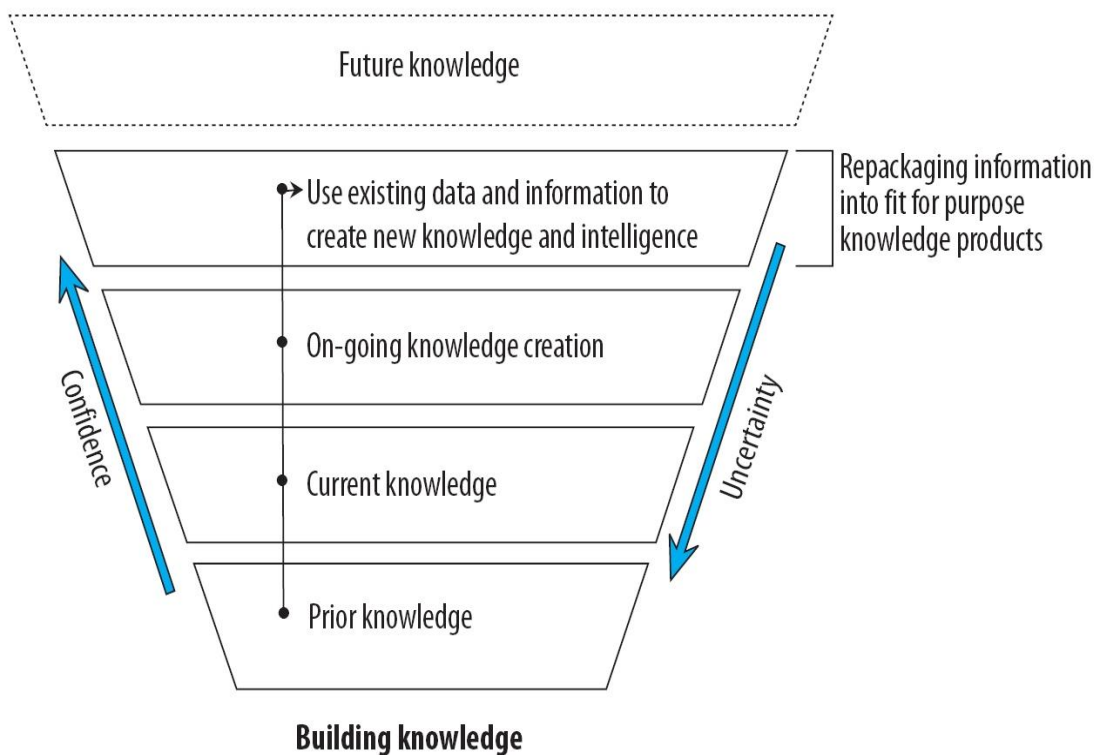 Future knowledge
Use existing data and information to
create new knowledge and intelligence
Repackaging information
into fit for purpose
knowledge products
On-going knowledge creation
Confidence
Uncertainty
Current knowledge
Prior knowledge
Building knowledge